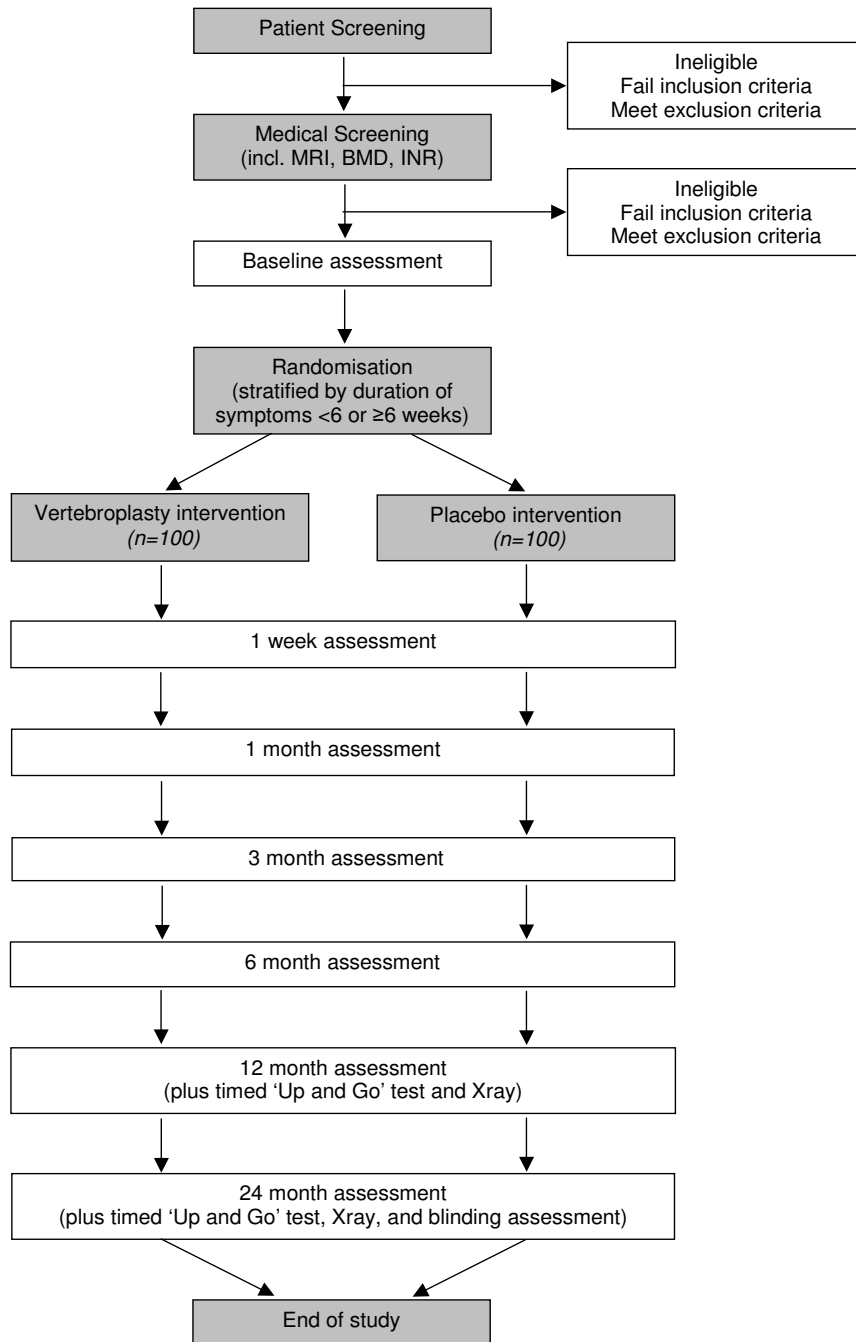 Patient Screening
Ineligible
Fail inclusion criteria
Meet exclusion criteria
Medical Screening
(incl. MRI, BMD, INR)
Ineligible
Fail inclusion criteria
Meet exclusion criteria
Baseline assessment
Randomisation
(stratified by duration of
symptoms <6 or ≥6 weeks)
Vertebroplasty intervention
(n=100)
Placebo intervention
(n=100)
1 week assessment
1 month assessment
3 month assessment
6 month assessment
12 month assessment
(plus timed ‘Up and Go’ test and Xray)
24 month assessment
(plus timed ‘Up and Go’ test, Xray, and blinding assessment)
End of study